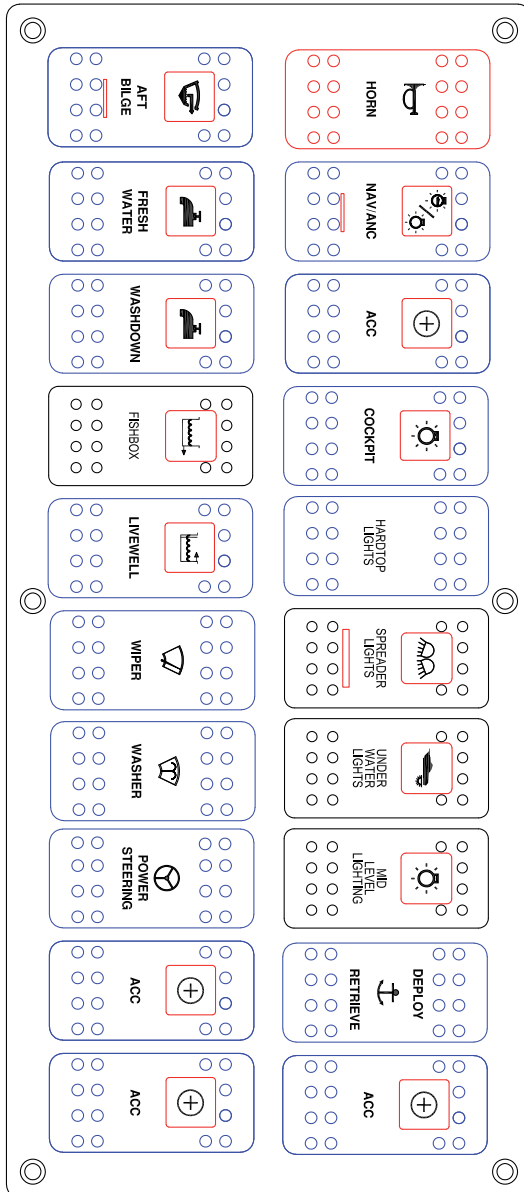 HORN
NAV/ANC
ACC
COCKPIT
HARDTOP
LIGHTS
SPREADER
LIGHTS
UNDER
WATER
LIGHTS
MID
LEVEL
LIGHTING
DEPLOY
RETRIEVE
ACC
AFT
BILGE
FRESH
WATER
WASHDOWN
FISHBOX
LIVEWELL
WIPER
WASHER
POWER
STEERING
ACC
ACC